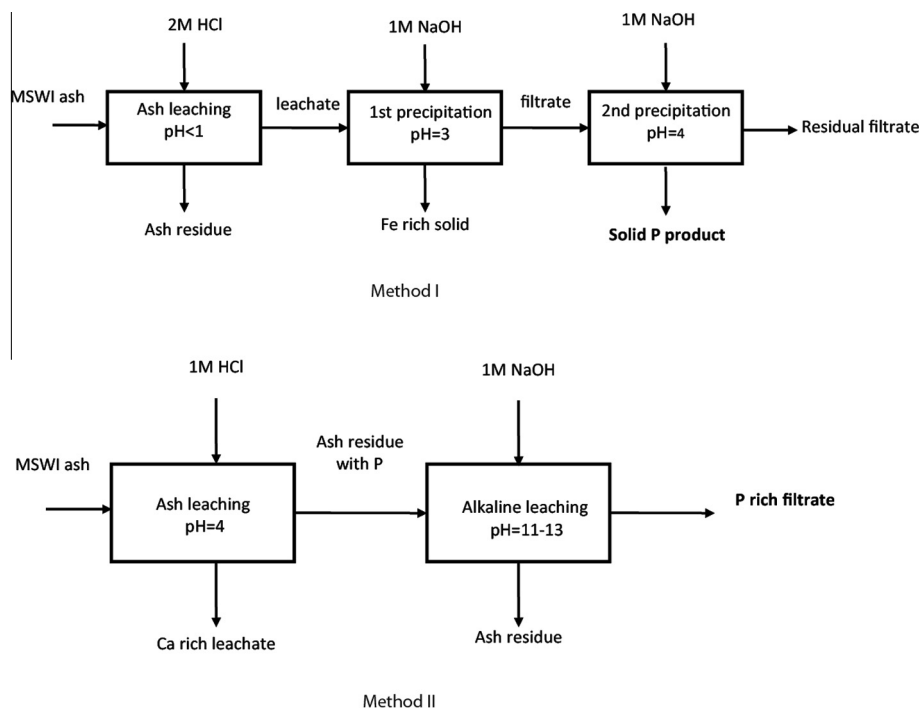 2M HCl
1M NaOH
1M NaOH
MSWI ash
Ash leaching
pH<1
leachate
1st precipitation
pH=3
filtrate
2nd precipitation
pH=4
Residual filtrate
Ash residue
Fe rich solid
Solid P product
Method I
1M HCl
1M NaOH
MSWI ash
Ash leaching
pH=4
Ash residue
with P
Alkaline leaching
pH=11-13
P rich filtrate
Ca rich leachate
Ash residue
Method II